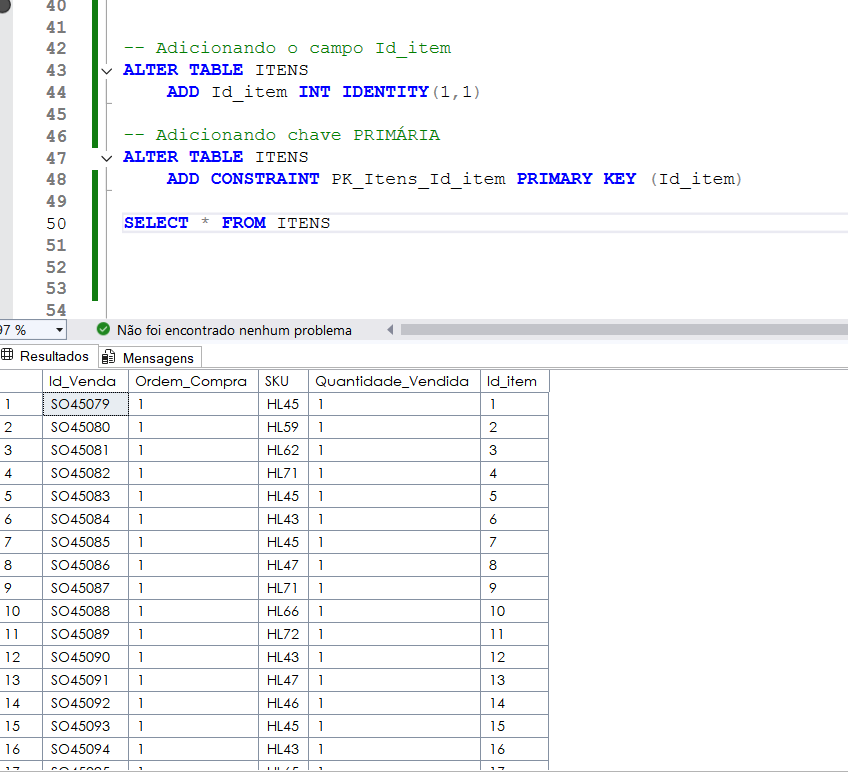 40
41
42 -- Adicionando o campo Id_item
43 ALTER TABLE ITENS
44 ADD Id_item INT IDENTITY(1,1)
45
46 -- Adicionando chave PRIMÁRIA
47 ALTER TABLE ITENS
48 ADD CONSTRAINT PK_Itens_Id_item PRIMARY KEY (Id_item)
49
50 SELECT * FROM ITENS
51
52
53
54
97 % Não foi encontrado nenhum problema
Resultados Mensagens
Id_Venda Ordem_Compra SKU Quantidade_Vendida Id_item
1 SO45079 1 HL45 1 1
2 SO45080 1 HL59 1 2
3 SO45081 1 HL62 1 3
4 SO45082 1 HL71 1 4
5 SO45083 1 HL45 1 5
6 SO45084 1 HL43 1 6
7 SO45085 1 HL45 1 7
8 SO45086 1 HL47 1 8
9 SO45087 1 HL71 1 9
10 SO45088 1 HL66 1 10
11 SO45089 1 HL72 1 11
12 SO45090 1 HL43 1 12
13 SO45091 1 HL47 1 13
14 SO45092 1 HL46 1 14
15 SO45093 1 HL45 1 15
16 SO45094 1 HL43 1 16